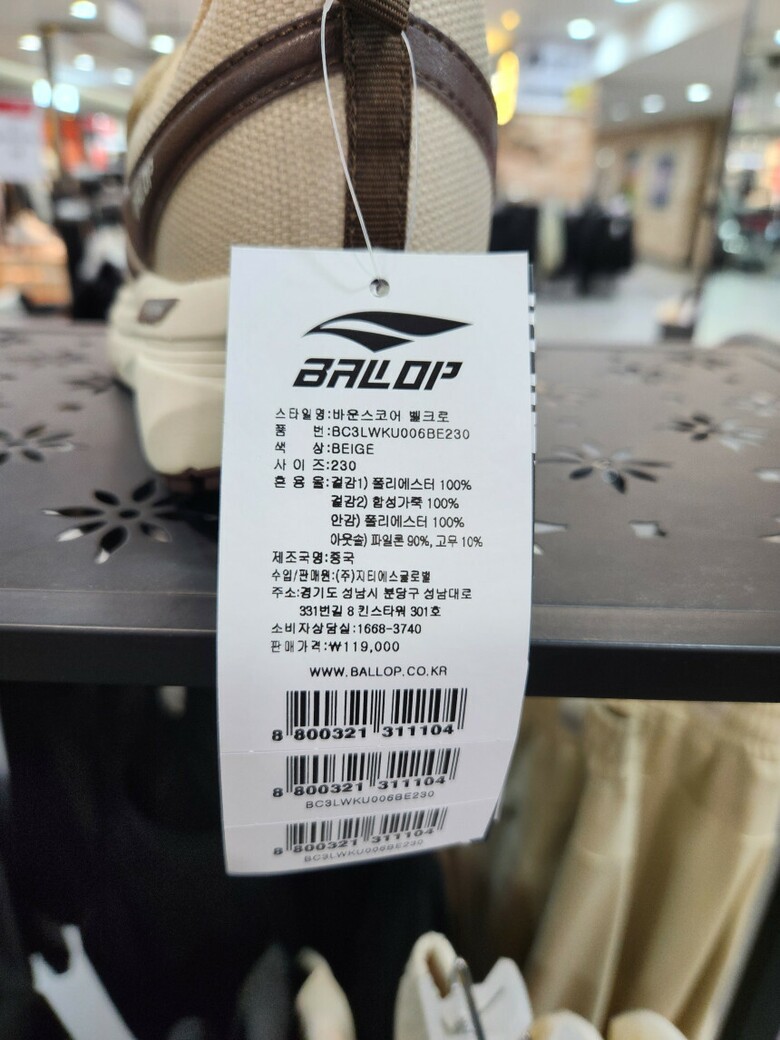 BALLOP
스타일명:바운스코어 벨크로
품 번:BC3LWKU006BE230
색 상:BEIGE
사 이 즈:230
혼 용 율:겉감1) 폴리에스터 100%
겉감2) 합성가죽 100%
안감) 폴리에스터 100%
아웃솔) 파일론 90%, 고무 10%
제조국명:중국
수입/판매원:(주)지티에스글로벌
주소:경기도 성남시 분당구 성남대로
331번길 8 킨스타워 301호
소비자상담실:1668-3740
판매가격:₩119,000
WWW.BALLOP.CO.KR
8 800321 311104
8 800321 311104
BC3LWKU006BE230
8 800321 311104
BC3LWKU006BE230